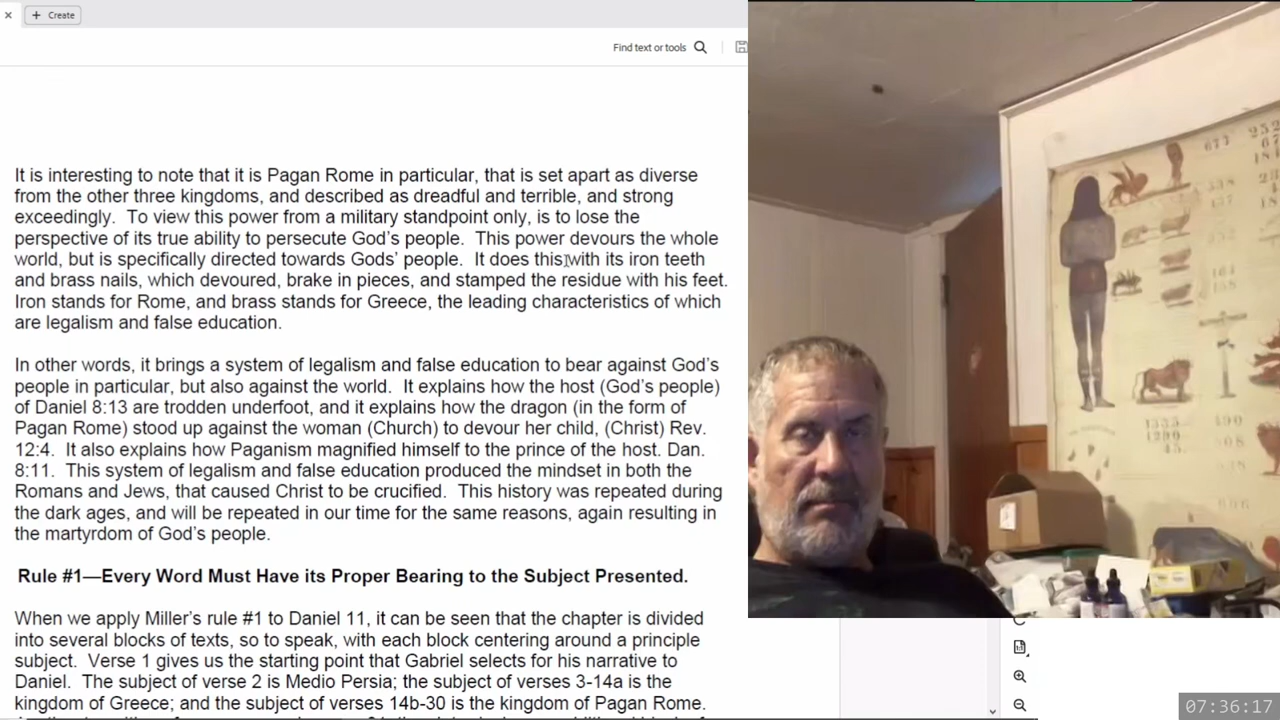 Create
Find text or tools
It is interesting to note that it is Pagan Rome in particular, that is set apart as diverse
from the other three kingdoms, and described as dreadful and terrible, and strong
exceedingly.  To view this power from a military standpoint only, is to lose the
perspective of its true ability to persecute God's people.  This power devours the whole
world, but is specifically directed towards Gods' people.  It does this with its iron teeth
and brass nails, which devoured, brake in pieces, and stamped the residue with his feet.
Iron stands for Rome, and brass stands for Greece, the leading characteristics of which
are legalism and false education.
In other words, it brings a system of legalism and false education to bear against God's
people in particular, but also against the world.  It explains how the host (God's people)
of Daniel 8:13 are trodden underfoot, and it explains how the dragon (in the form of
Pagan Rome) stood up against the woman (Church) to devour her child, (Christ) Rev.
12:4.  It also explains how Paganism magnified himself to the prince of the host. Dan.
8:11.  This system of legalism and false education produced the mindset in both the
Romans and Jews, that caused Christ to be crucified.  This history was repeated during
the dark ages, and will be repeated in our time for the same reasons, again resulting in
the martyrdom of God's people.
Rule #1—Every Word Must Have its Proper Bearing to the Subject Presented.
When we apply Miller's rule #1 to Daniel 11, it can be seen that the chapter is divided
into several blocks of texts, so to speak, with each block centering around a principle
subject.  Verse 1 gives us the starting point that Gabriel selects for his narrative to
Daniel.  The subject of verse 2 is Medio Persia; the subject of verses 3-14a is the
kingdom of Greece; and the subject of verses 14b-30 is the kingdom of Pagan Rome.
677
1335
1290
45
490
07:36:17